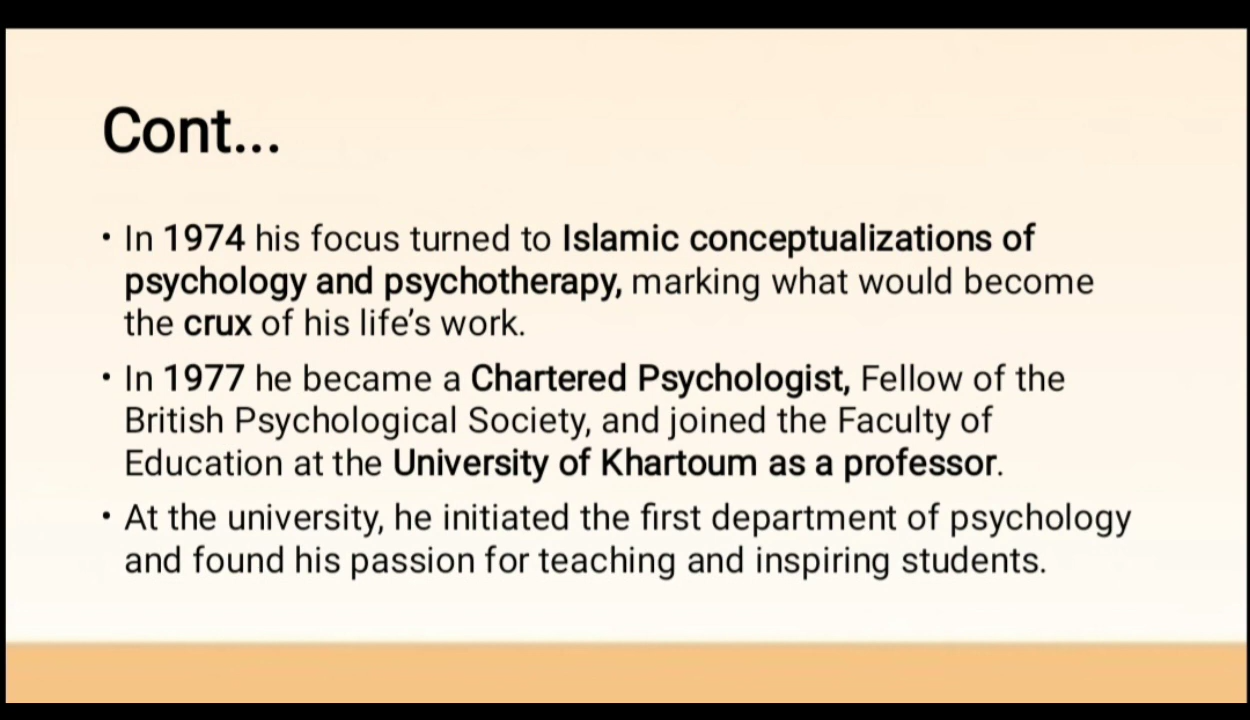 Cont...
• In 1974 his focus turned to Islamic conceptualizations of
psychology and psychotherapy, marking what would become
the crux of his life’s work.
• In 1977 he became a Chartered Psychologist, Fellow of the
British Psychological Society, and joined the Faculty of
Education at the University of Khartoum as a professor.
• At the university, he initiated the first department of psychology
and found his passion for teaching and inspiring students.